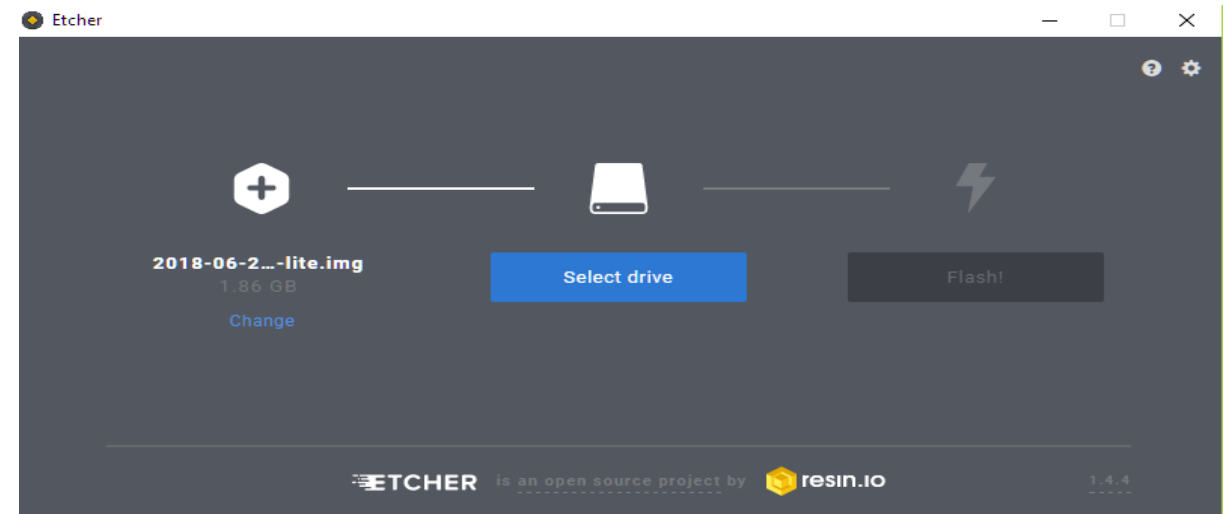 Etcher
2018-06-2...-lite.img
1.86 GB
Change
Select drive
Flash!
ETCHER is an open source project by resin.io
1.4.4